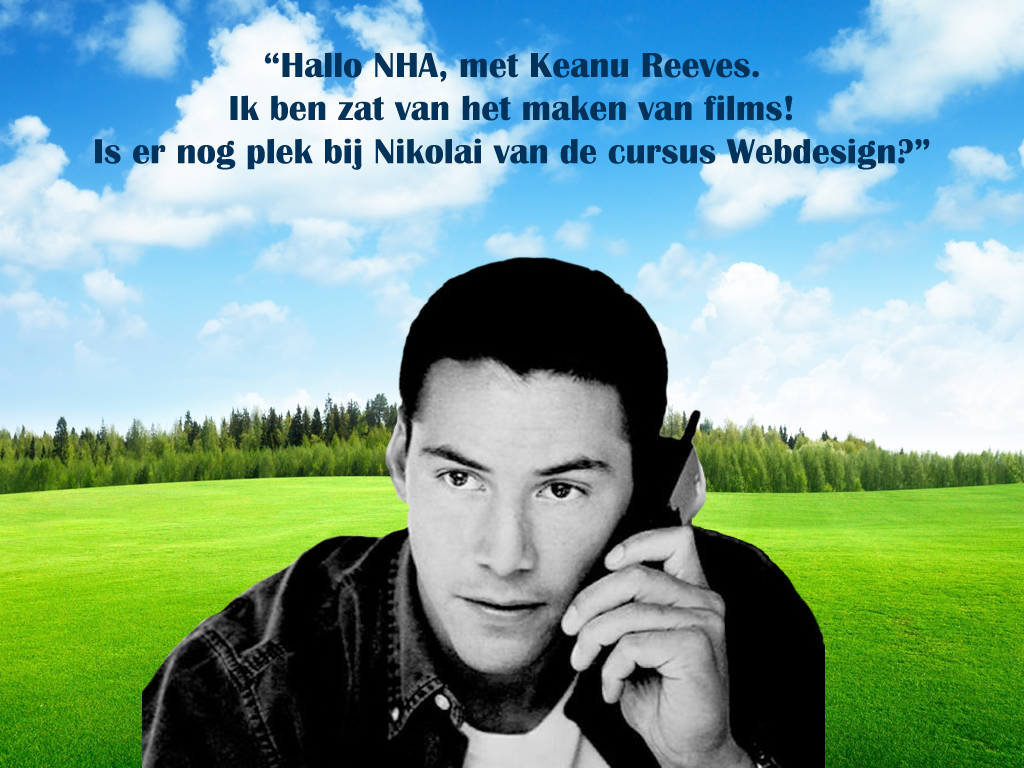 “Hallo NHA, met Keanu Reeves.
Ik ben zat van het maken van films!
Is er nog plek bij Nikolai van de cursus Webdesign?”